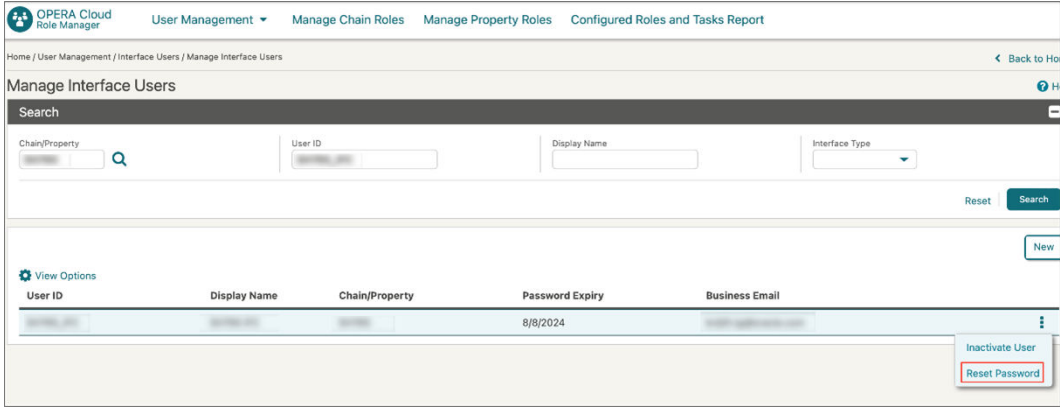 OPERA Cloud
Role Manager
User Management Manage Chain Roles Manage Property Roles Configured Roles and Tasks Report
Home / User Management / Interface Users / Manage Interface Users
Back to Ho
Manage Interface Users
H
Search
Chain/Property User ID Display Name Interface Type
Reset Search
New
View Options
User ID Display Name Chain/Property Password Expiry Business Email
8/8/2024
Inactivate User
Reset Password